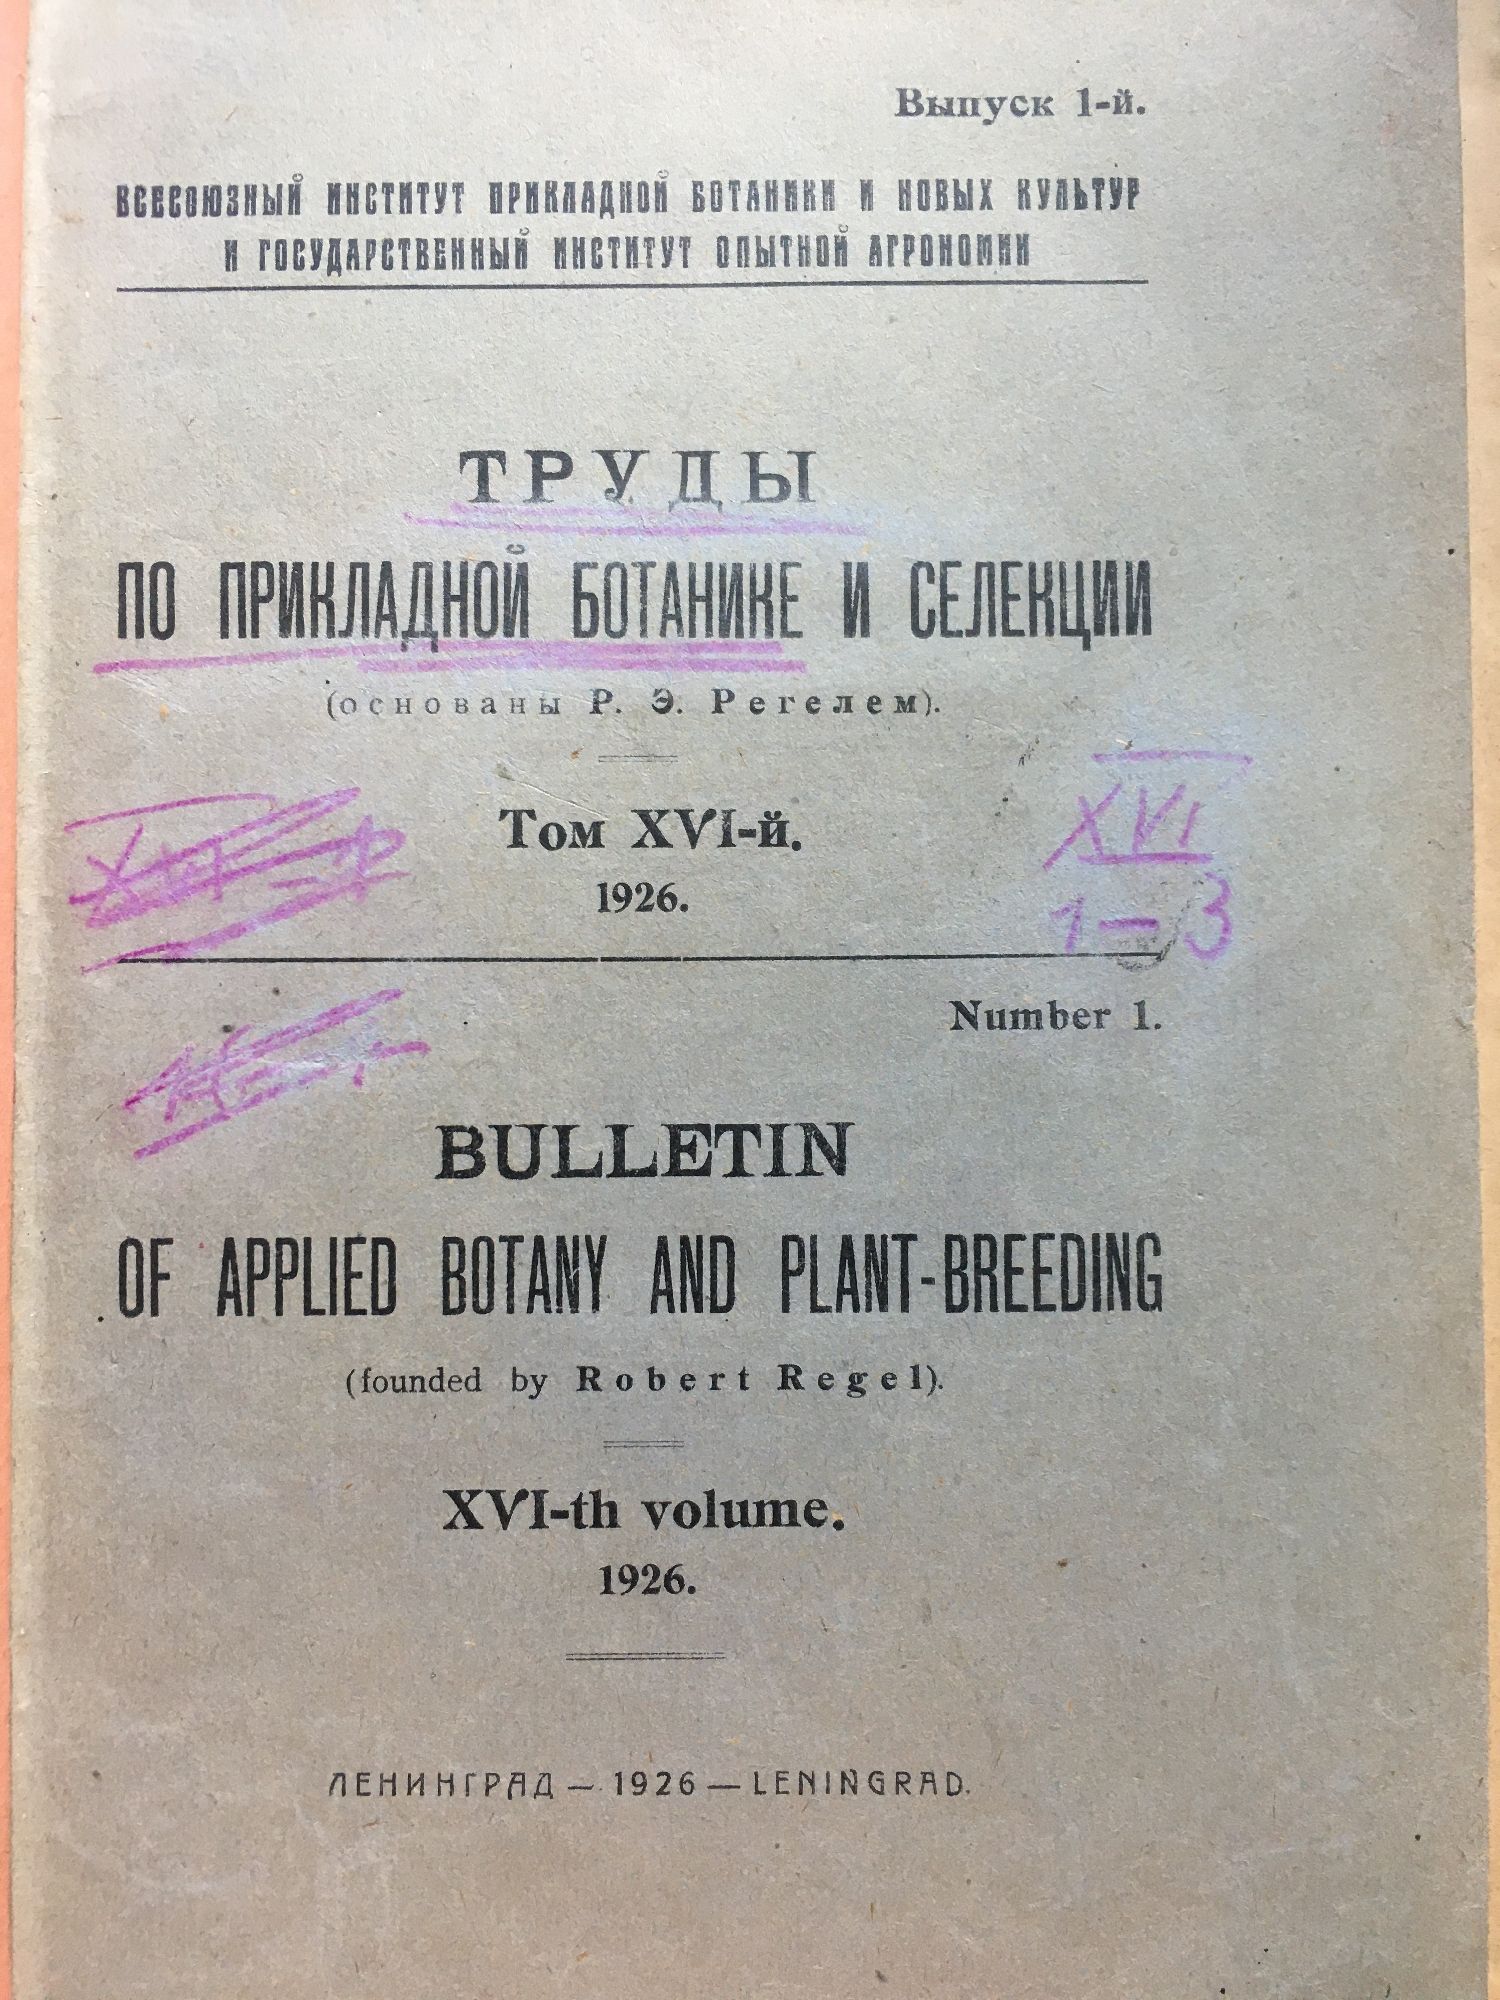 Выпуск 1-й.
ВСЕСОЮЗНЫЙ ИНСТИТУТ ПРИКЛАДНОЙ БОТАНИКИ И НОВЫХ КУЛЬТУР
И ГОСУДАРСТВЕННЫЙ ИНСТИТУТ ОПЫТНОЙ АГРОНОМИИ
ТРУДЫ
ПО ПРИКЛАДНОЙ БОТАНИКЕ И СЕЛЕКЦИИ
(основаны Р. Э. Регелем).
Том XVI-й.
1926.
XVI
1-3
Number 1.
BULLETIN
OF APPLIED BOTANY AND PLANT-BREEDING
(founded by Robert Regel).
XVI-th volume.
1926.
ЛЕНИНГРАД — 1926 — LENINGRAD.